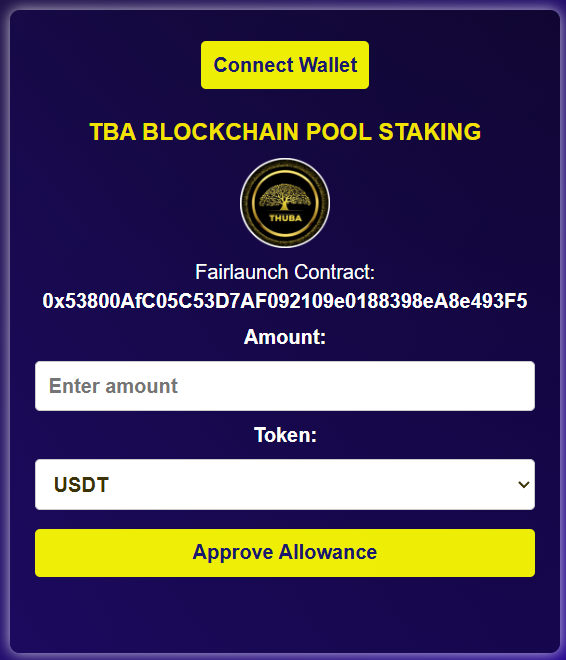 Connect Wallet
TBA BLOCKCHAIN POOL STAKING
THUBA
Fairlaunch Contract:
0x53800AfC05C53D7AF092109e0188398eA8e493F5
Amount:
Enter amount
Token:
USDT
Approve Allowance